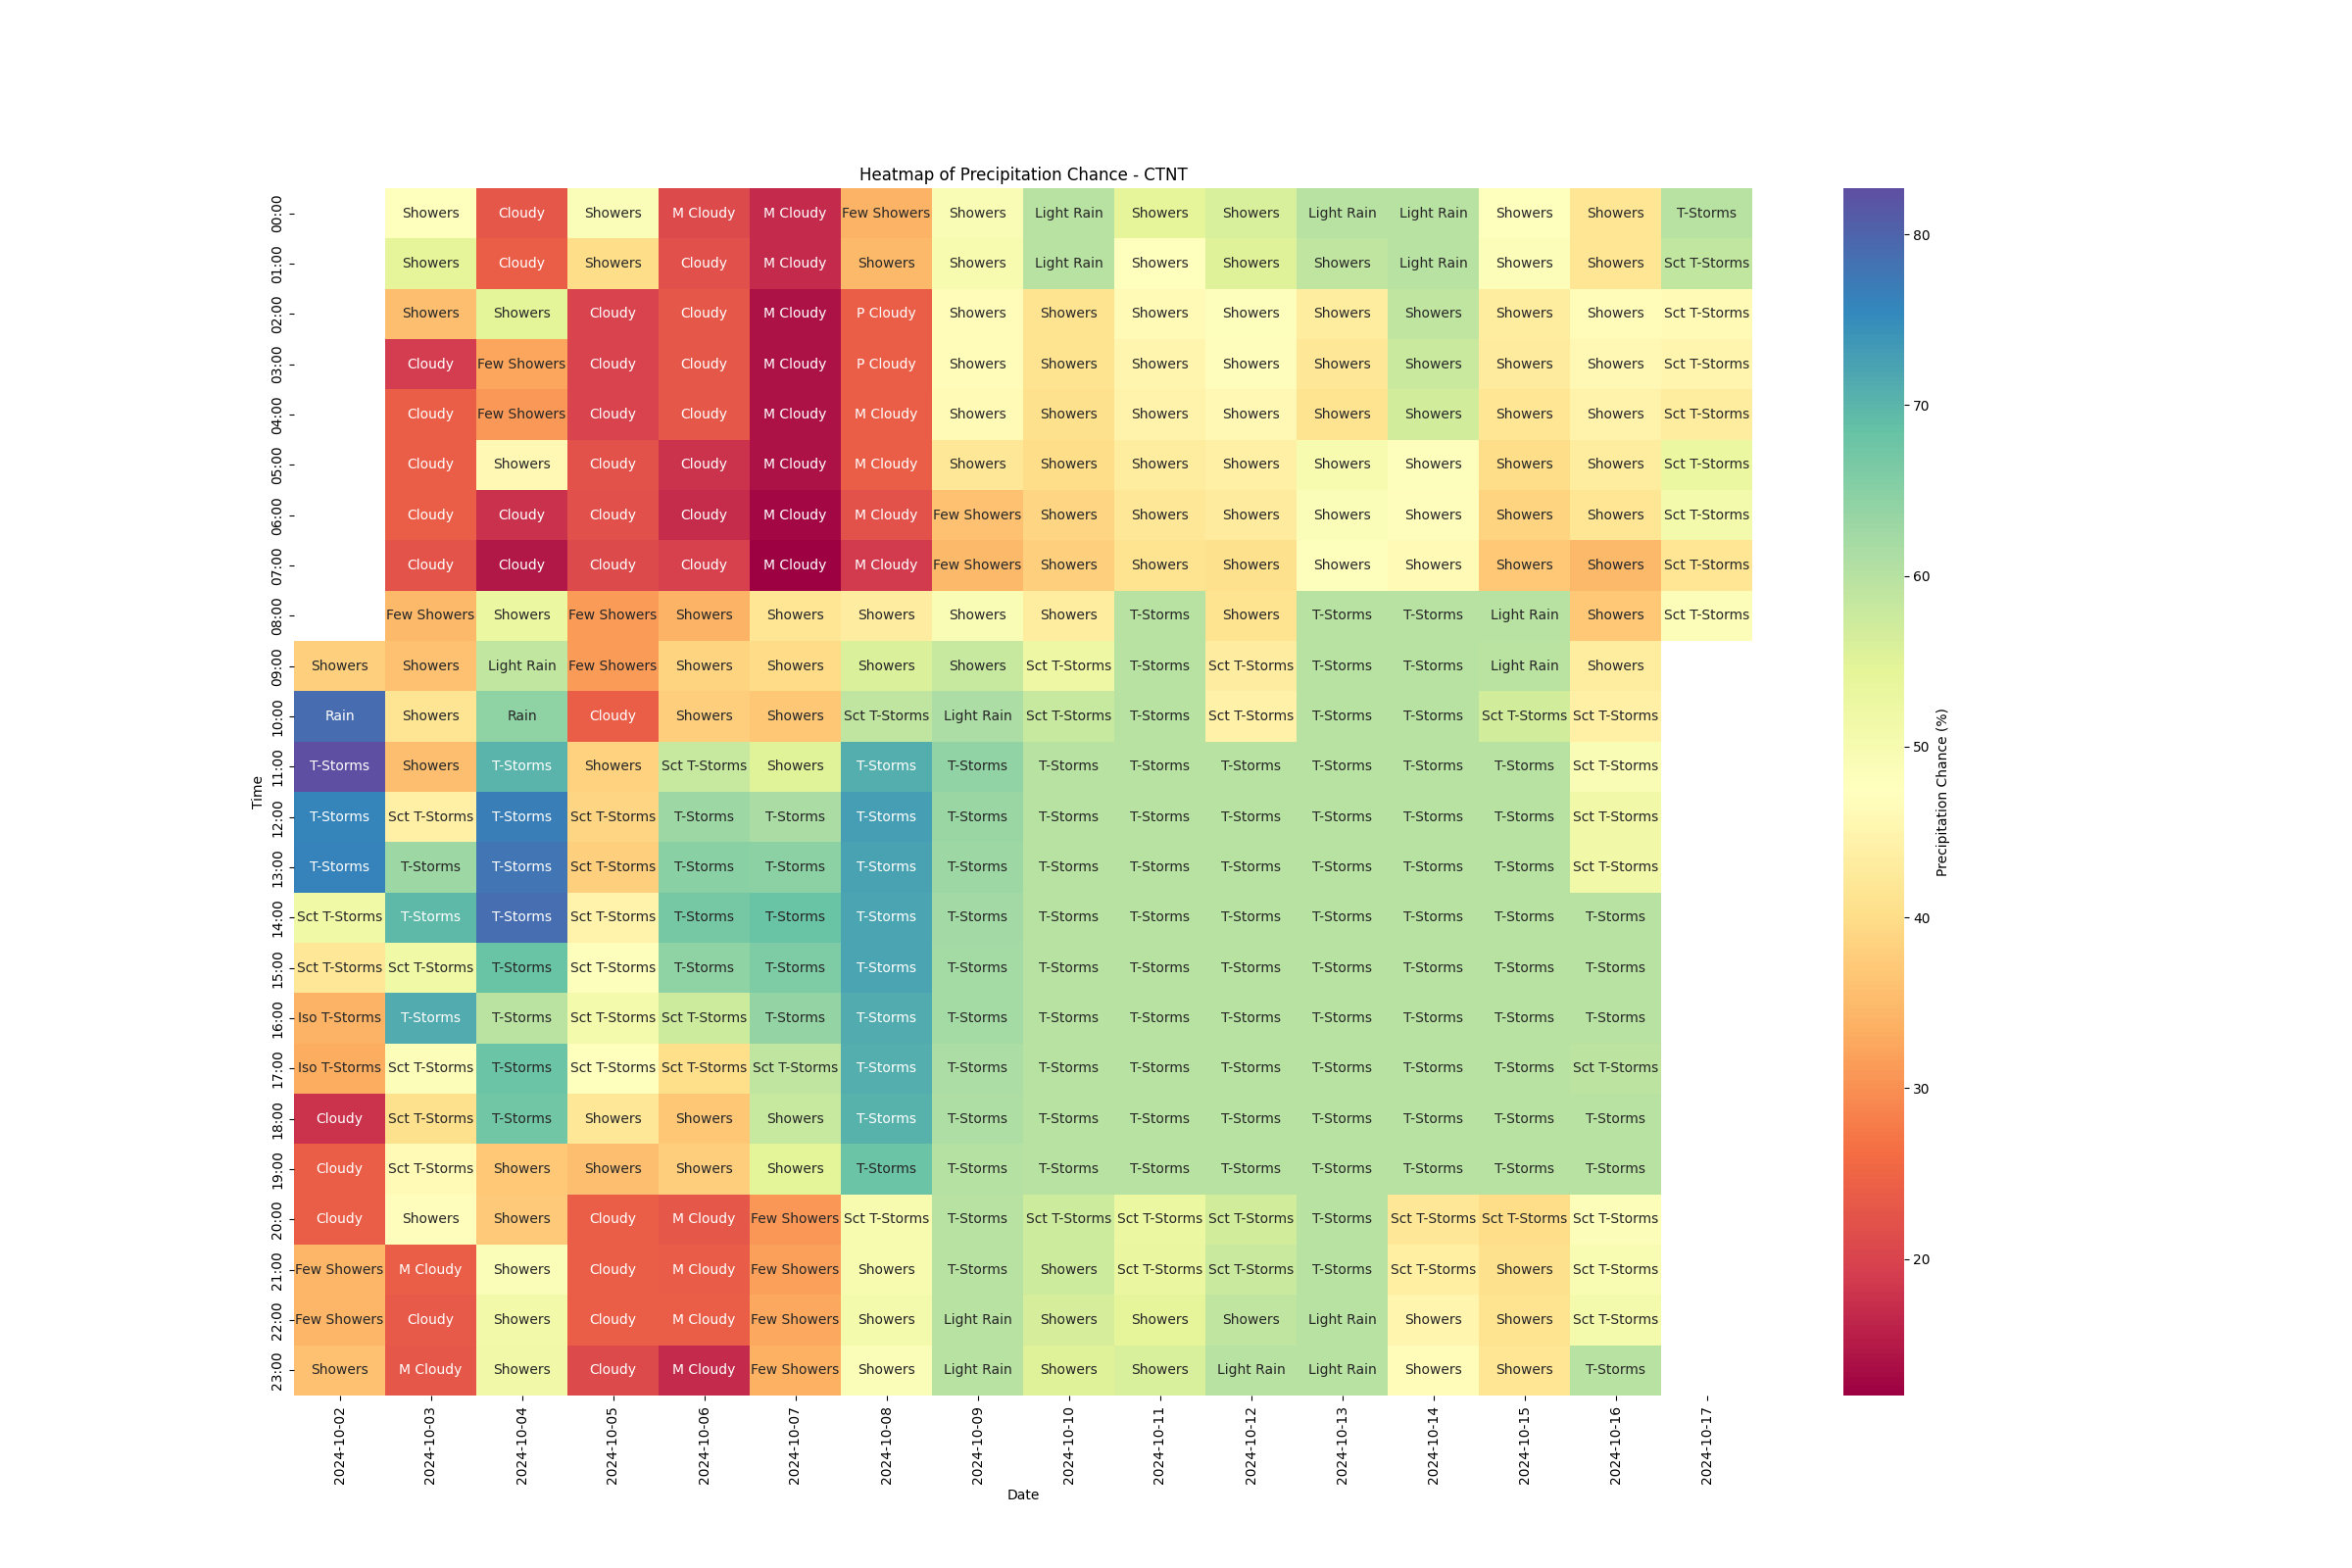 Heatmap of Precipitation Chance - CTNT
00:00 Showers Cloudy Showers M Cloudy M Cloudy Few Showers Showers Light Rain Showers Showers Light Rain Light Rain Showers Showers T-Storms
01:00 Showers Cloudy Showers Cloudy M Cloudy Showers Showers Light Rain Showers Showers Showers Light Rain Showers Showers Sct T-Storms
02:00 Showers Showers Cloudy Cloudy M Cloudy P Cloudy Showers Showers Showers Showers Showers Showers Showers Showers Sct T-Storms
03:00 Cloudy Few Showers Cloudy Cloudy M Cloudy P Cloudy Showers Showers Showers Showers Showers Showers Showers Showers Sct T-Storms
04:00 Cloudy Few Showers Cloudy Cloudy M Cloudy M Cloudy Showers Showers Showers Showers Showers Showers Showers Showers Sct T-Storms
05:00 Cloudy Showers Cloudy Cloudy M Cloudy M Cloudy Showers Showers Showers Showers Showers Showers Showers Showers Sct T-Storms
06:00 Cloudy Cloudy Cloudy Cloudy M Cloudy M Cloudy Few Showers Showers Showers Showers Showers Showers Showers Showers Sct T-Storms
07:00 Cloudy Cloudy Cloudy Cloudy M Cloudy M Cloudy Few Showers Showers Showers Showers Showers Showers Showers Showers Sct T-Storms
08:00 Few Showers Showers Few Showers Showers Showers Showers Showers Showers T-Storms Showers T-Storms T-Storms Light Rain Showers Sct T-Storms
09:00 Showers Showers Light Rain Few Showers Showers Showers Showers Showers Sct T-Storms T-Storms Sct T-Storms T-Storms T-Storms Light Rain Showers
10:00 Rain Showers Rain Cloudy Showers Showers Sct T-Storms Light Rain Sct T-Storms T-Storms Sct T-Storms T-Storms T-Storms Sct T-Storms Sct T-Storms
11:00 T-Storms Showers T-Storms Showers Sct T-Storms Showers T-Storms T-Storms T-Storms T-Storms T-Storms T-Storms T-Storms T-Storms Sct T-Storms
12:00 T-Storms Sct T-Storms T-Storms Sct T-Storms T-Storms T-Storms T-Storms T-Storms T-Storms T-Storms T-Storms T-Storms T-Storms T-Storms Sct T-Storms
13:00 T-Storms T-Storms T-Storms Sct T-Storms T-Storms T-Storms T-Storms T-Storms T-Storms T-Storms T-Storms T-Storms T-Storms T-Storms Sct T-Storms
14:00 Sct T-Storms T-Storms T-Storms Sct T-Storms T-Storms T-Storms T-Storms T-Storms T-Storms T-Storms T-Storms T-Storms T-Storms T-Storms T-Storms
15:00 Sct T-Storms Sct T-Storms T-Storms Sct T-Storms T-Storms T-Storms T-Storms T-Storms T-Storms T-Storms T-Storms T-Storms T-Storms T-Storms T-Storms
16:00 Iso T-Storms T-Storms T-Storms Sct T-Storms Sct T-Storms T-Storms T-Storms T-Storms T-Storms T-Storms T-Storms T-Storms T-Storms T-Storms T-Storms
17:00 Iso T-Storms Sct T-Storms T-Storms Sct T-Storms Sct T-Storms Sct T-Storms T-Storms T-Storms T-Storms T-Storms T-Storms T-Storms T-Storms T-Storms Sct T-Storms
18:00 Cloudy Sct T-Storms T-Storms Showers Showers Showers T-Storms T-Storms T-Storms T-Storms T-Storms T-Storms T-Storms T-Storms T-Storms
19:00 Cloudy Sct T-Storms Showers Showers Showers Showers T-Storms T-Storms T-Storms T-Storms T-Storms T-Storms T-Storms T-Storms T-Storms
20:00 Cloudy Showers Showers Cloudy M Cloudy Few Showers Sct T-Storms T-Storms Sct T-Storms Sct T-Storms Sct T-Storms T-Storms Sct T-Storms Sct T-Storms Sct T-Storms
21:00 Few Showers M Cloudy Showers Cloudy M Cloudy Few Showers Showers T-Storms Showers Sct T-Storms Sct T-Storms T-Storms Sct T-Storms Showers Sct T-Storms
22:00 Few Showers Cloudy Showers Cloudy M Cloudy Few Showers Showers Light Rain Showers Showers Showers Light Rain Showers Showers Sct T-Storms
23:00 Showers M Cloudy Showers Cloudy M Cloudy Few Showers Showers Light Rain Showers Showers Light Rain Light Rain Showers Showers T-Storms
Time
2024-10-02 2024-10-03 2024-10-04 2024-10-05 2024-10-06 2024-10-07 2024-10-08 2024-10-09 2024-10-10 2024-10-11 2024-10-12 2024-10-13 2024-10-14 2024-10-15 2024-10-16 2024-10-17
Date
80
70
60
50
40
30
20
Precipitation Chance (%)